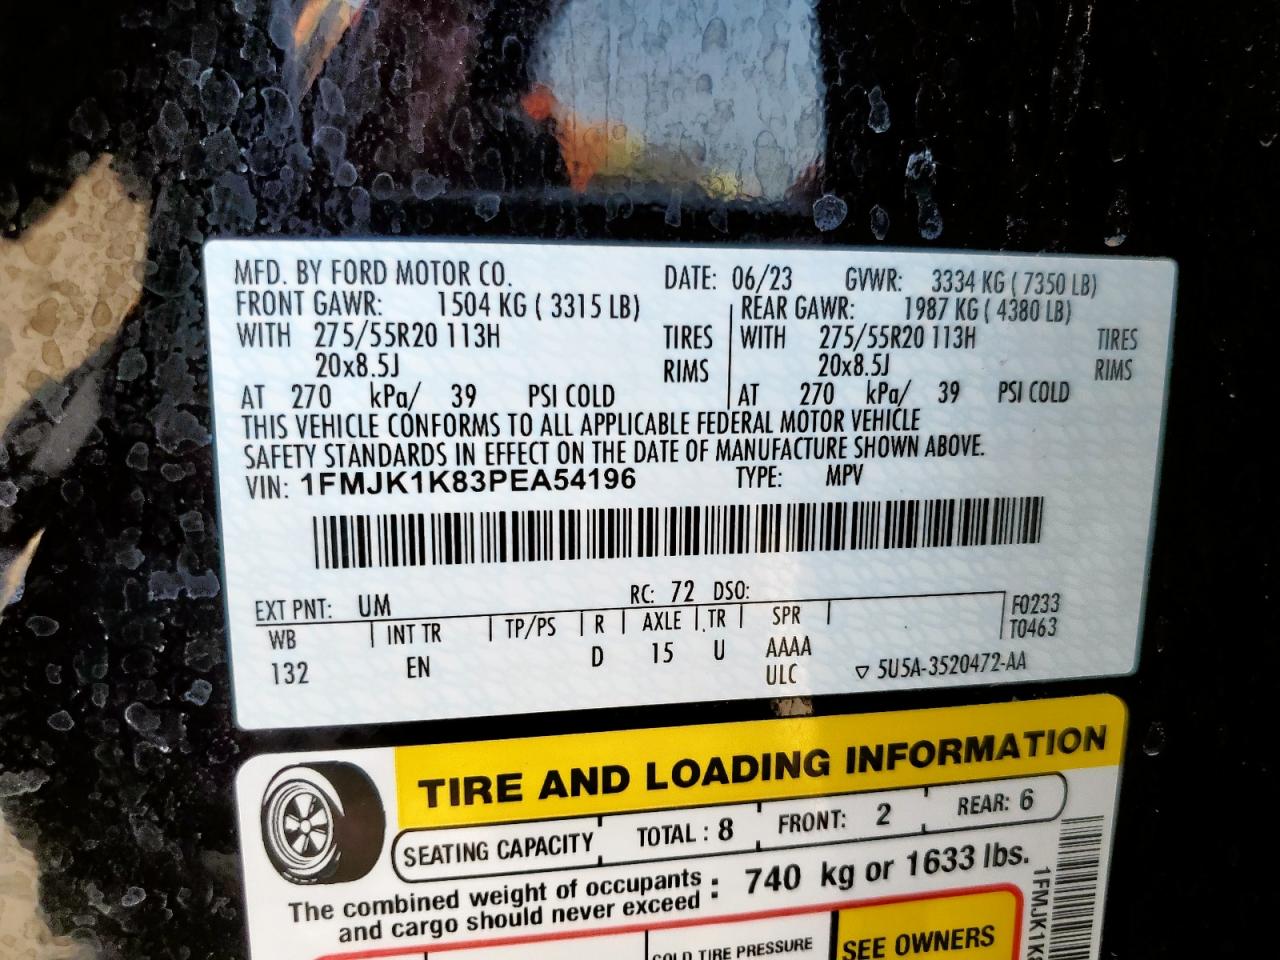 MFD. BY FORD MOTOR CO. DATE: 06/23 GVWR: 3334 KG ( 7350 LB)
FRONT GAWR: 1504 KG ( 3315 LB) REAR GAWR: 1987 KG ( 4380 LB)
WITH 275/55R20 113H TIRES WITH 275/55R20 113H TIRES
20x8.5J RIMS 20x8.5J RIMS
AT 270 kPa/ 39 PSI COLD AT 270 kPa/ 39 PSI COLD
THIS VEHICLE CONFORMS TO ALL APPLICABLE FEDERAL MOTOR VEHICLE
SAFETY STANDARDS IN EFFECT ON THE DATE OF MANUFACTURE SHOWN ABOVE.
VIN: 1FMJK1K83PEA54196 TYPE: MPV
EXT PNT: UM RC: 72 DSO:
WB INT TR TP/PS R AXLE TR SPR F0233
T0463
132 EN D 15 U AAAA
ULC ▽ 5U5A-3520472-AA
TIRE AND LOADING INFORMATION
SEATING CAPACITY TOTAL : 8 FRONT: 2 REAR: 6
The combined weight of occupants : 740 kg or 1633 lbs.
and cargo should never exceed
TIRE PRESSURE
SEE OWNERS
1FMJK1K8